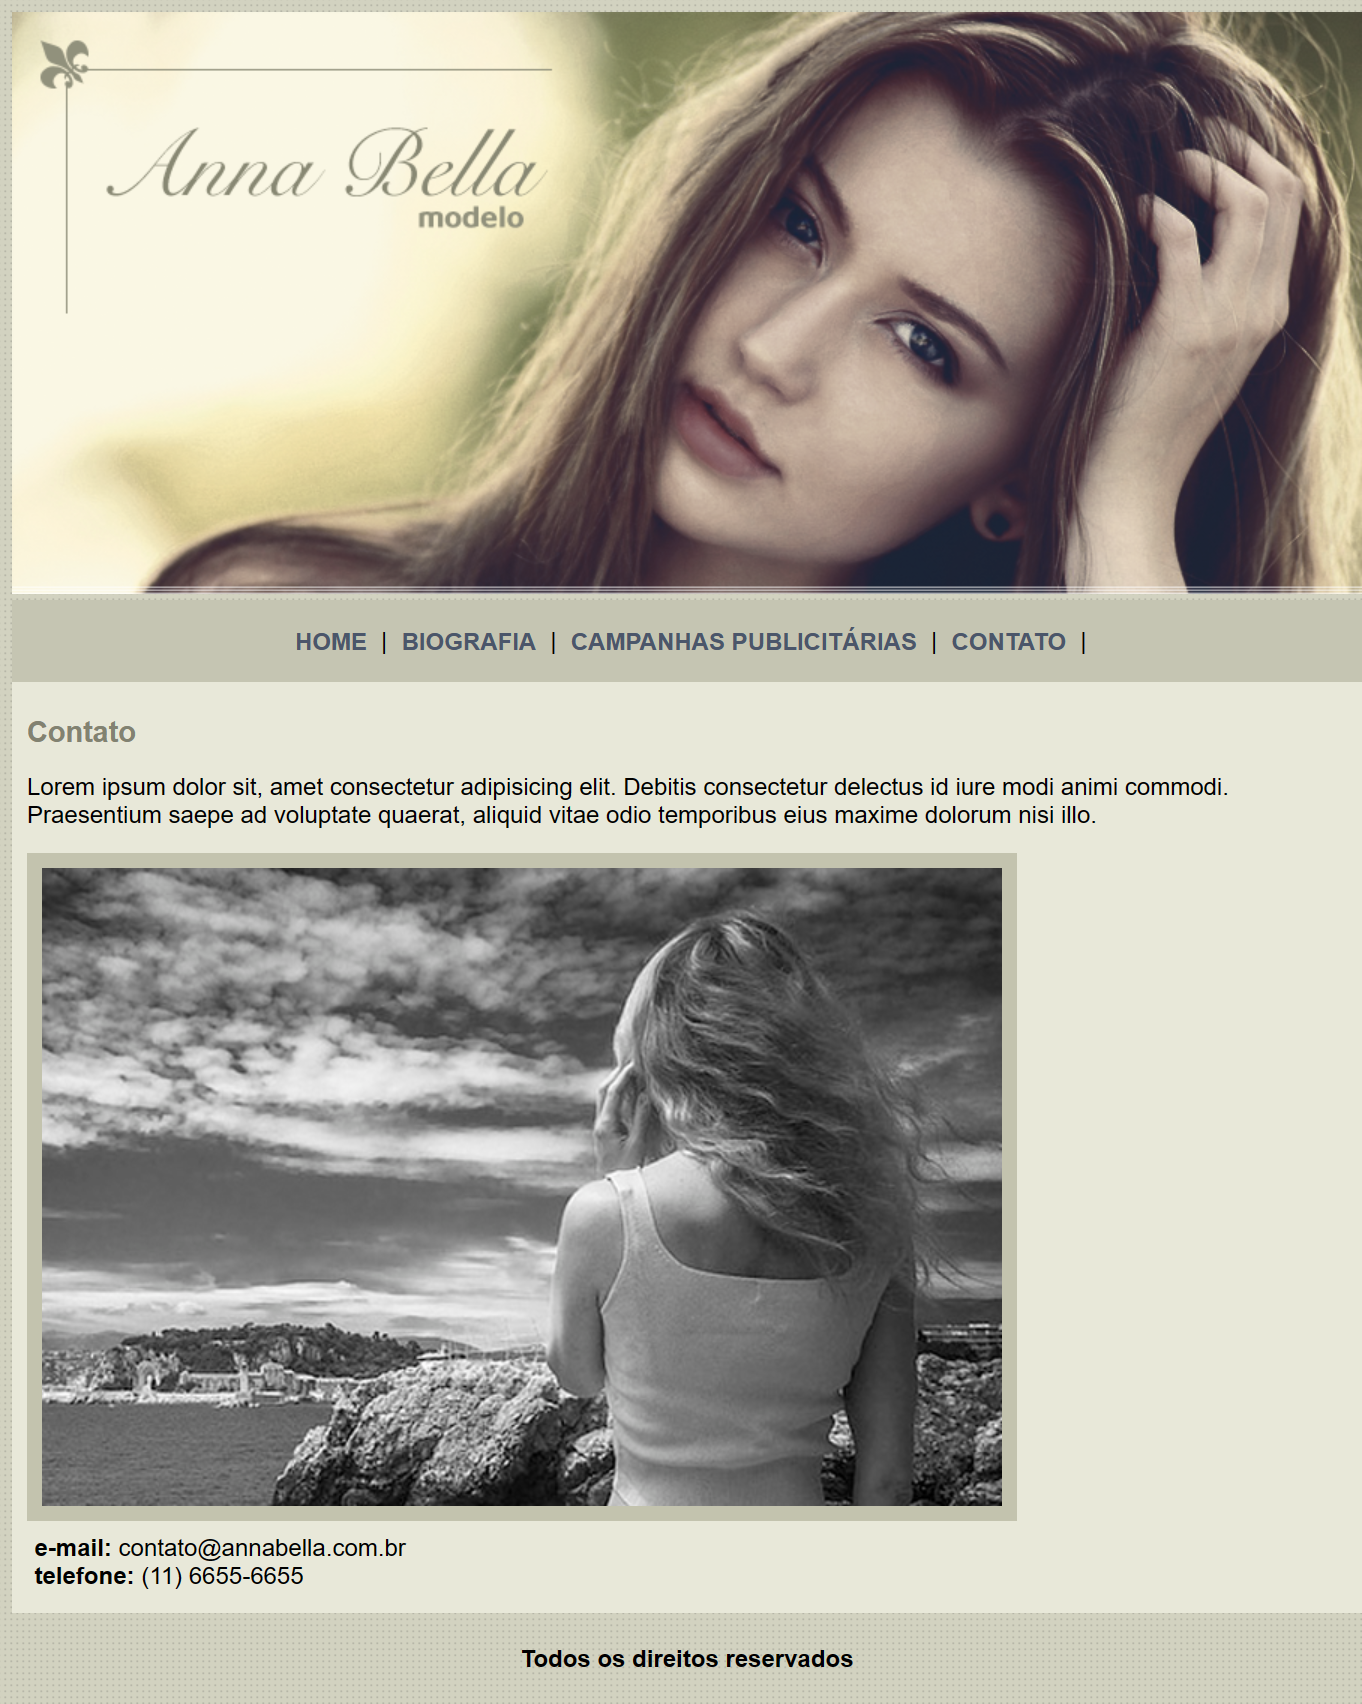 Anna Bella
modelo
HOME | BIOGRAFIA | CAMPANHAS PUBLICITÁRIAS | CONTATO |
Contato
Lorem ipsum dolor sit, amet consectetur adipisicing elit. Debitis consectetur delectus id iure modi animi commodi.
Praesentium saepe ad voluptate quaerat, aliquid vitae odio temporibus eius maxime dolorum nisi illo.
e-mail: contato@annabella.com.br
telefone: (11) 6655-6655
Todos os direitos reservados